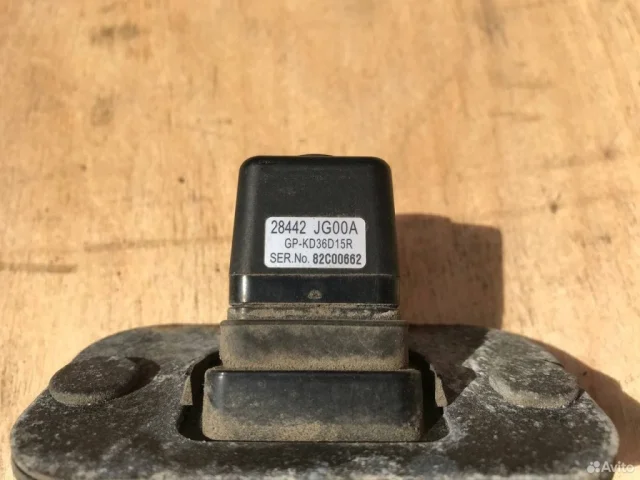 28442 JG00A
GP-KD36D15R
SER.No. 82C00662
Avito